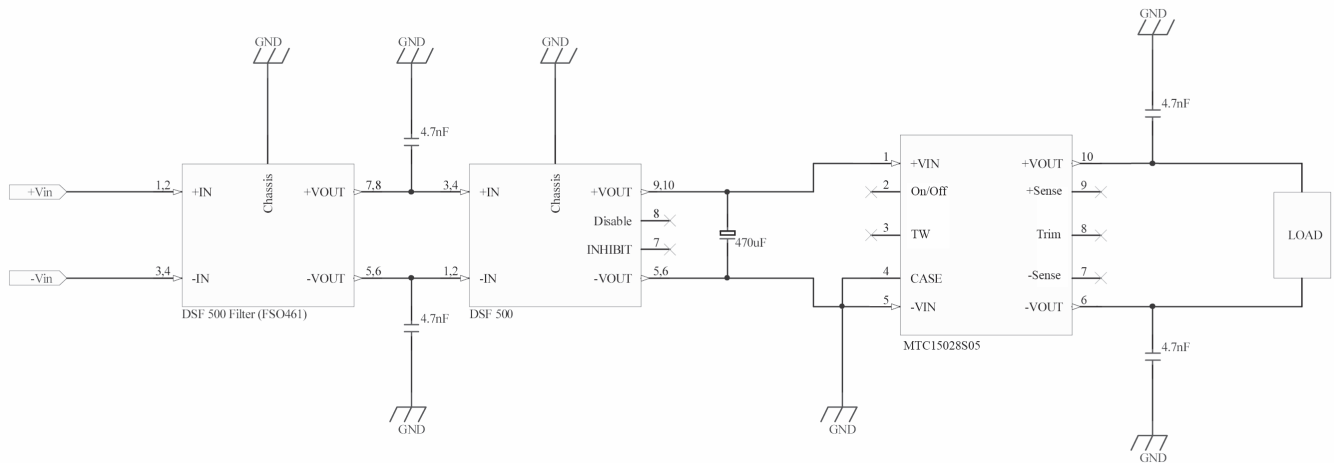 GND
GND
GND
GND
4.7nF
4.7nF
+Vin
1,2
+IN
Chassis
+VOUT
7,8
3,4
+IN
Chassis
+VOUT
9,10
Disable
8
INHIBIT
7
-Vin
3,4
-IN
-VOUT
5,6
1,2
-IN
-VOUT
5,6
470uF
DSF 500 Filter (FSO461)
DSF 500
4.7nF
1
+VIN
+VOUT
10
2
On/Off
+Sense
9
3
TW
Trim
8
4
CASE
-Sense
7
5
-VIN
-VOUT
6
LOAD
MTC15028S05
4.7nF
GND
GND
GND